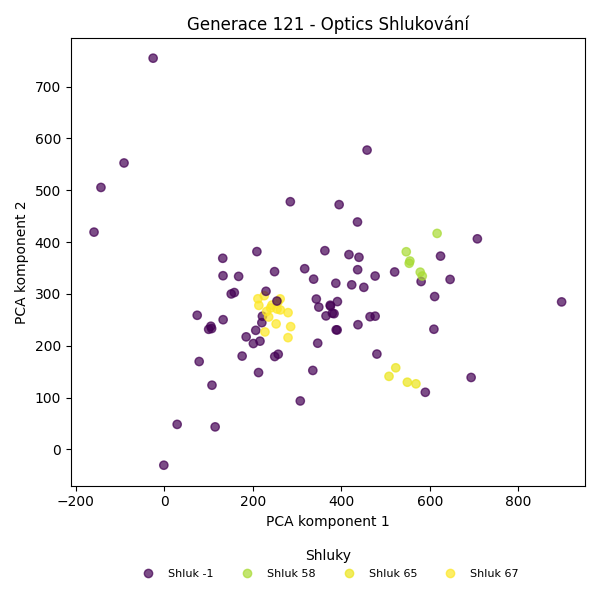 Generace 121 - Optics Shlukování
PCA komponent 2
700
600
500
400
300
200
100
0
−200
0
200
400
600
800
PCA komponent 1
Shluky
Shluk -1
Shluk 58
Shluk 65
Shluk 67